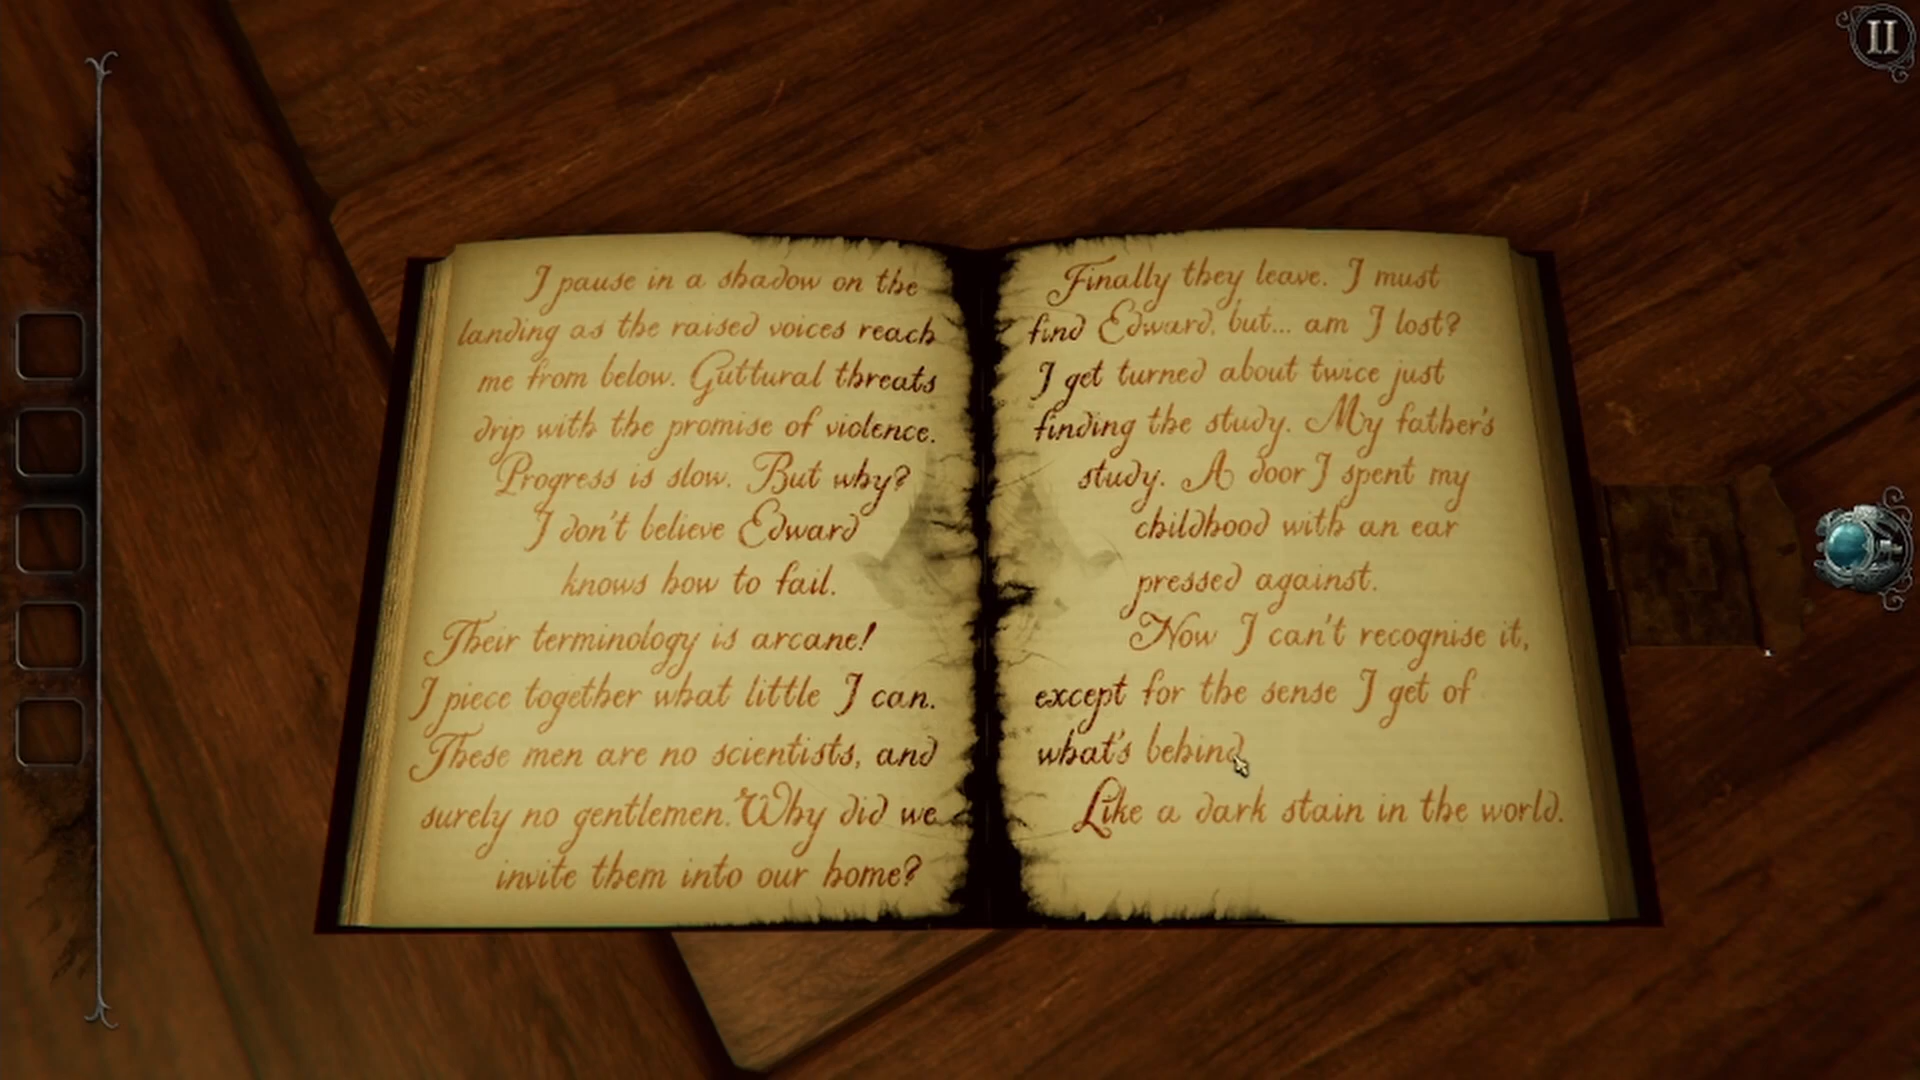 I pause in a shadow on the
landing as the raised voices reach
me from below. Guttural threats
drip with the promise of violence.
Progress is slow. But why?
I don't believe Edward
knows how to fail.
Their terminology is arcane!
I piece together what little I can.
These men are no scientists, and
surely no gentlemen. Why did we
invite them into our home?
Finally they leave. I must
find Edward, but... am I lost?
I get turned about twice just
finding the study. My father's
study. A door I spent my
childhood with an ear
pressed against.
Now I can't recognise it,
except for the sense I get of
what's behind
Like a dark stain in the world.